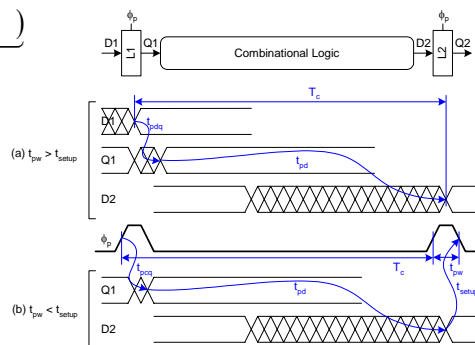 )
ϕp ϕp
D1 L1 Q1 Combinational Logic D2 L2 Q2
Tc
D1 tpdq
(a) tpw > tsetup
Q1 tpd
D2
ϕp
Tc tpw
tpcq
Q1 tpd tsetup
(b) tpw < tsetup
D2